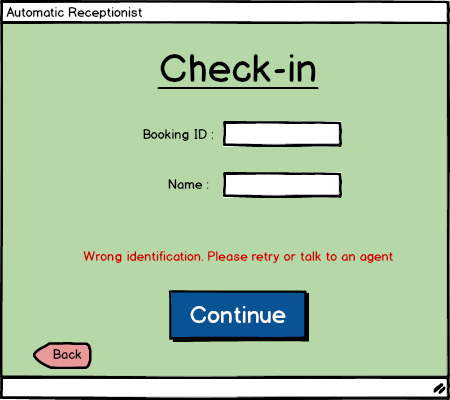 Automatic Receptionist
Check-in
Booking ID :
Name :
Wrong identification. Please retry or talk to an agent
Continue
Back